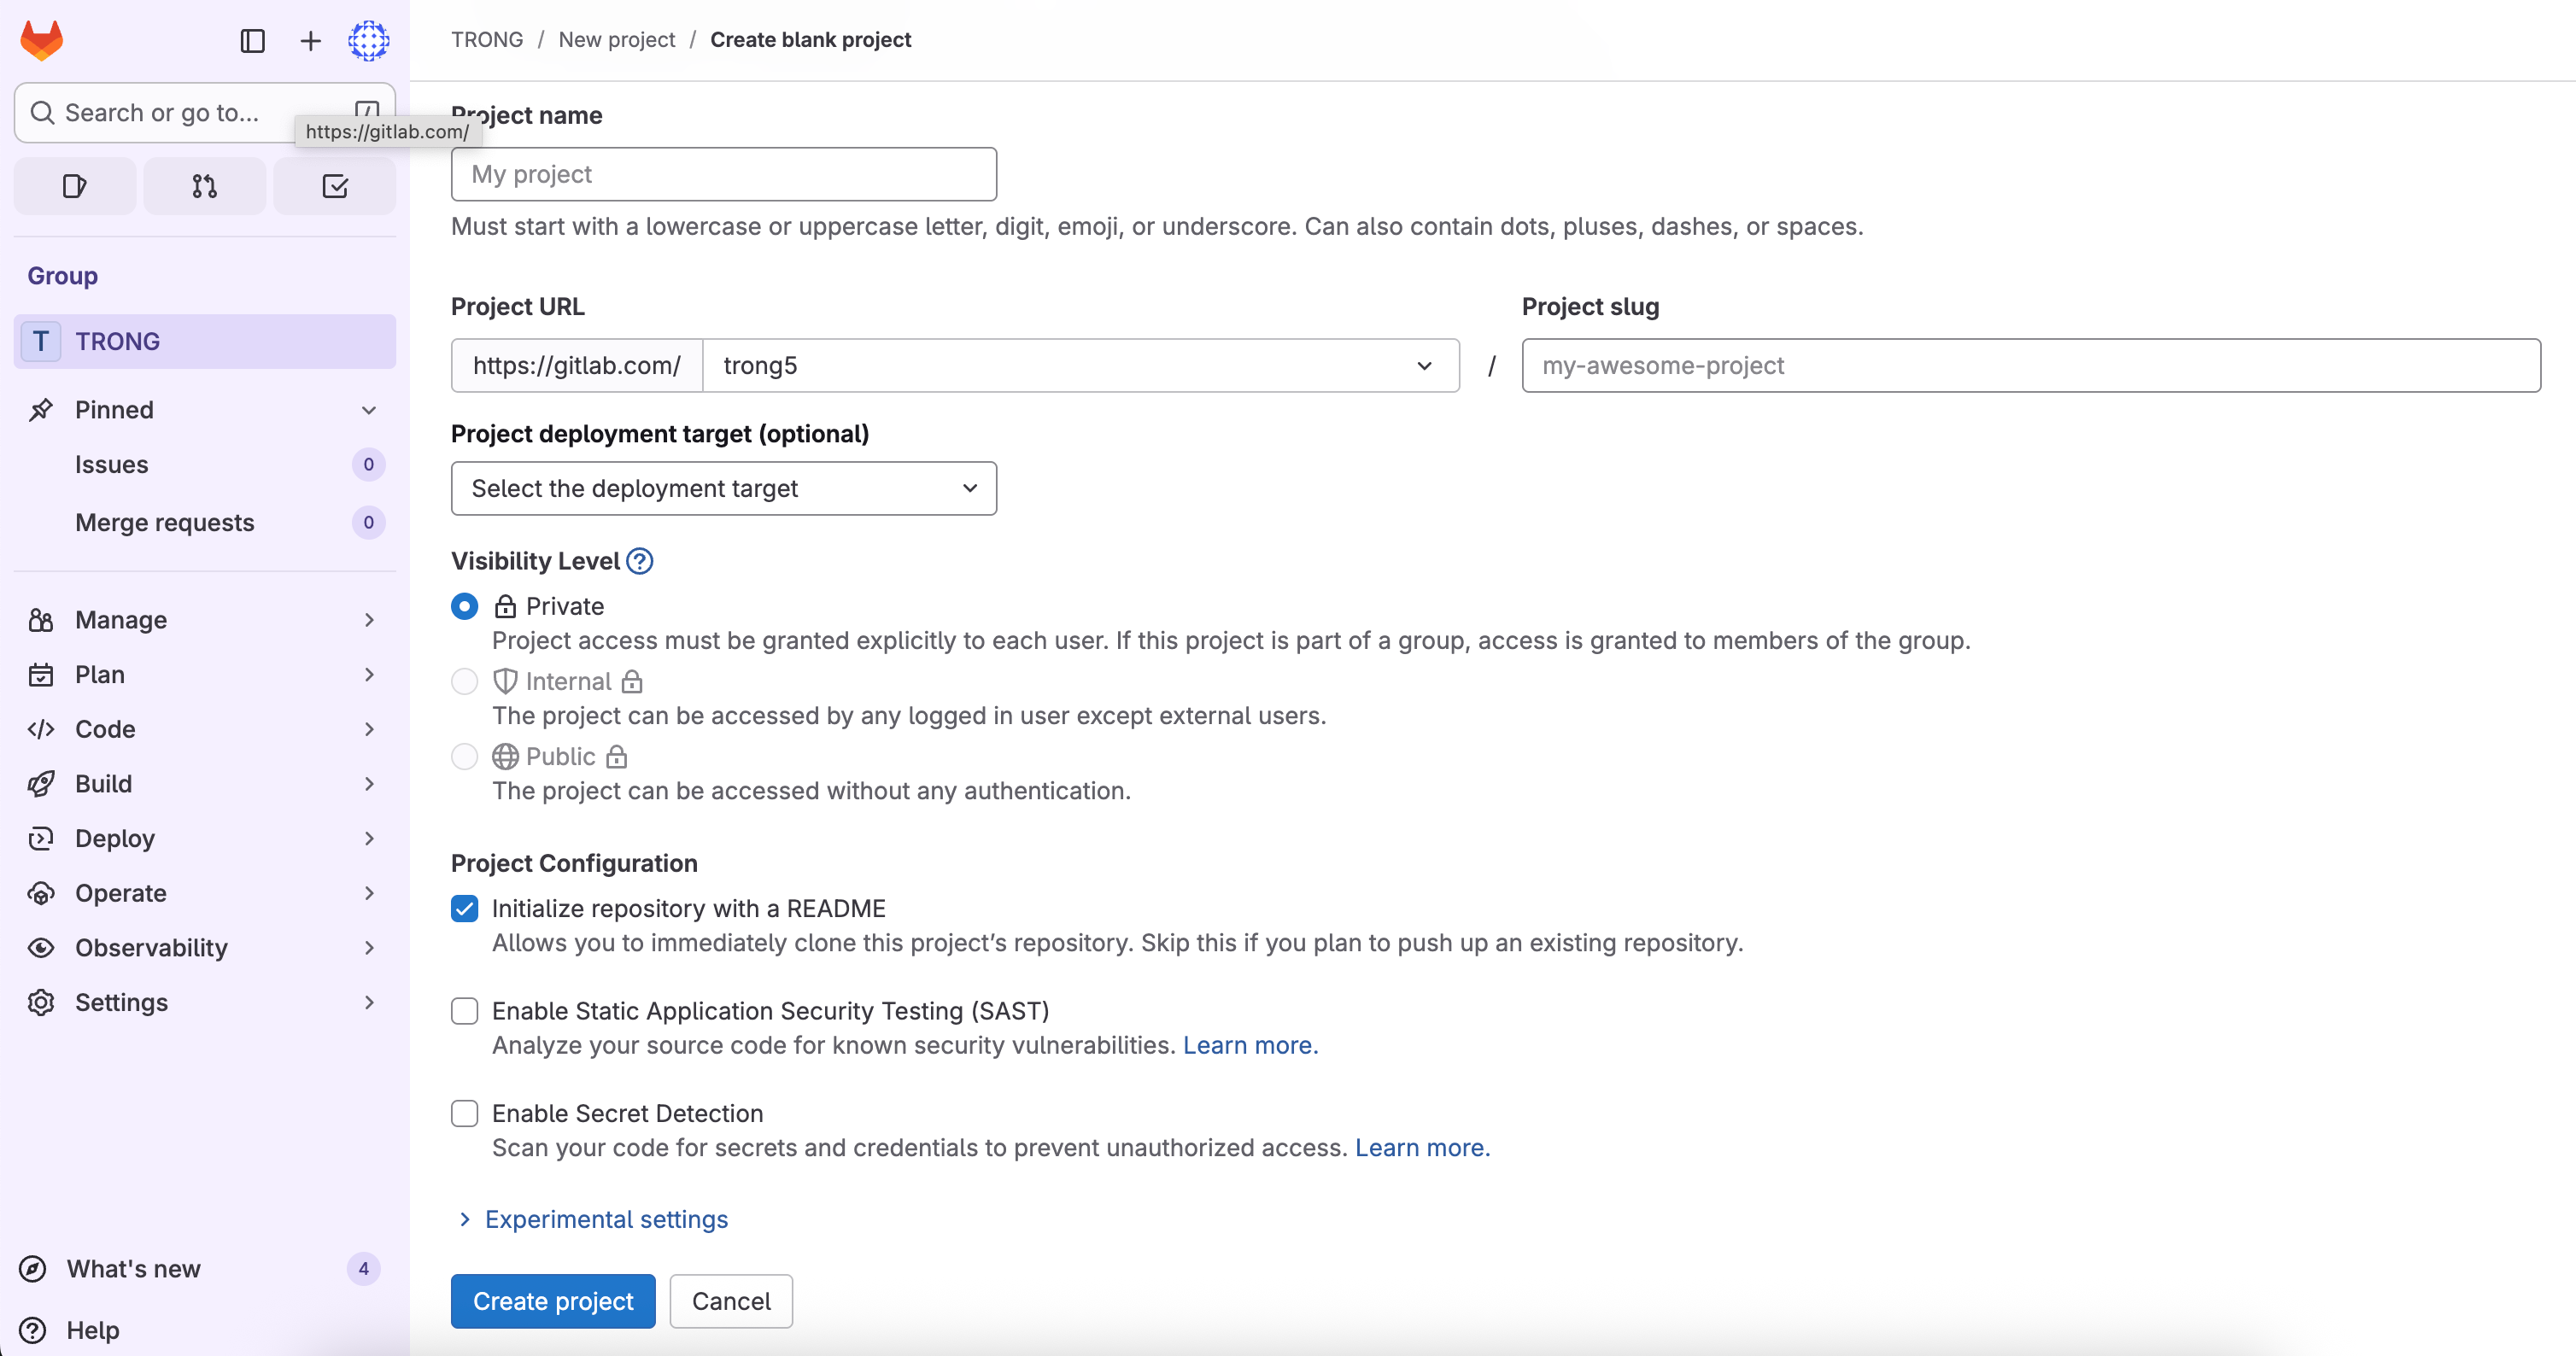 Search or go to...
/
https://gitlab.com/
Group
T TRONG
Pinned
Issues 0
Merge requests 0
Manage
Plan
Code
Build
Deploy
Operate
Observability
Settings
What's new 4
Help
TRONG / New project / Create blank project
Project name
My project
Must start with a lowercase or uppercase letter, digit, emoji, or underscore. Can also contain dots, pluses, dashes, or spaces.
Project URL
https://gitlab.com/ trong5
/
Project slug
my-awesome-project
Project deployment target (optional)
Select the deployment target
Visibility Level ?
Private
Project access must be granted explicitly to each user. If this project is part of a group, access is granted to members of the group.
Internal
The project can be accessed by any logged in user except external users.
Public
The project can be accessed without any authentication.
Project Configuration
Initialize repository with a README
Allows you to immediately clone this project’s repository. Skip this if you plan to push up an existing repository.
Enable Static Application Security Testing (SAST)
Analyze your source code for known security vulnerabilities. Learn more.
Enable Secret Detection
Scan your code for secrets and credentials to prevent unauthorized access. Learn more.
Experimental settings
Create project Cancel